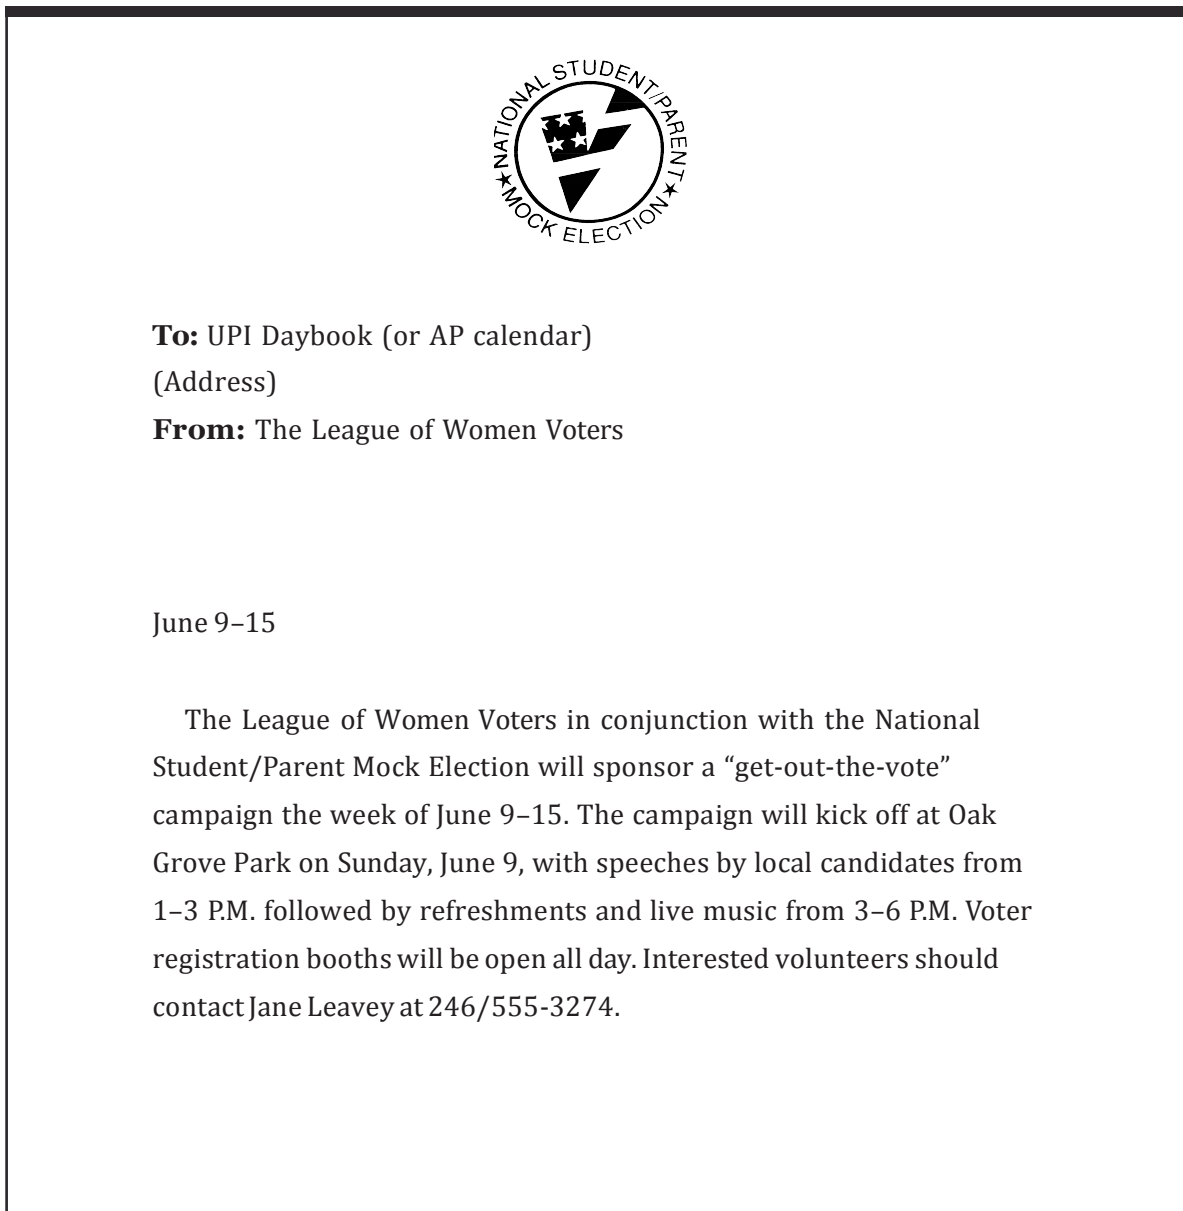 NATIONAL STUDENT/PARENT
★MOCK ELECTION★
To: UPI Daybook (or AP calendar)
(Address)
From: The League of Women Voters
June 9–15
The League of Women Voters in conjunction with the National
Student/Parent Mock Election will sponsor a “get-out-the-vote”
campaign the week of June 9–15. The campaign will kick off at Oak
Grove Park on Sunday, June 9, with speeches by local candidates from
1–3 P.M. followed by refreshments and live music from 3–6 P.M. Voter
registration booths will be open all day. Interested volunteers should
contact Jane Leavey at 246/555-3274.